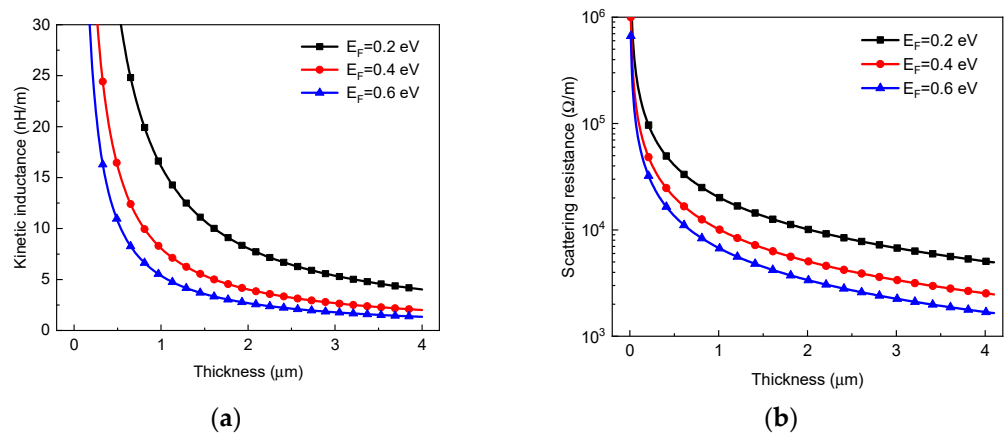 30
25
20
15
10
5
0
Kinetic inductance (nH/m)
E_F=0.2 eV
E_F=0.4 eV
E_F=0.6 eV
0 1 2 3 4
Thickness (μm)
(a)
10^6
10^5
10^4
10^3
Scattering resistance (Ω/m)
E_F=0.2 eV
E_F=0.4 eV
E_F=0.6 eV
0 1 2 3 4
Thickness (μm)
(b)